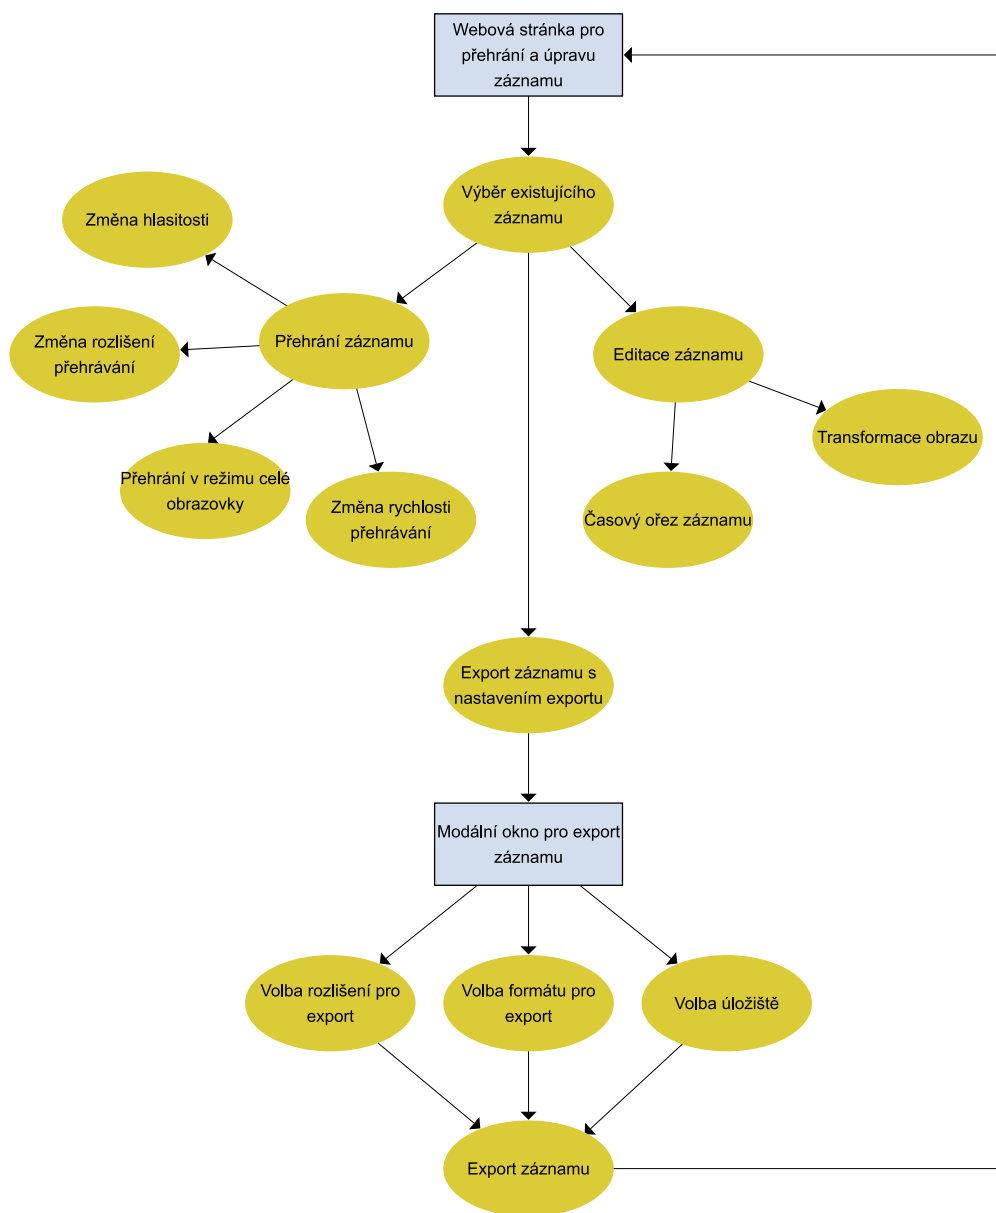 Webová stránka pro
přehrání a úpravu
záznamu
Výběr existujícího
záznamu
Změna hlasitosti
Změna rozlišení
přehrávání
Přehrání záznamu
Editace záznamu
Transformace obrazu
Přehrání v režimu celé
obrazovky
Změna rychlosti
přehrávání
Časový ořez záznamu
Export záznamu s
nastavením exportu
Modální okno pro export
záznamu
Volba rozlišení pro
export
Volba formátu pro
export
Volba úložiště
Export záznamu